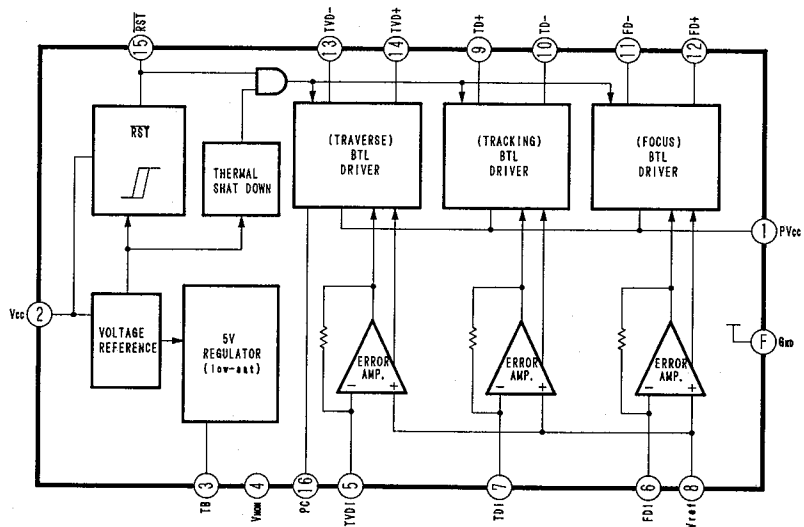 RST
TVD-
TVD+
TD+
TD-
FD-
FD+
15
13
14
9
10
11
12
RST
THERMAL
SHAT DOWN
(TRAVERSE)
BTL
DRIVER
(TRACKING)
BTL
DRIVER
(FOCUS)
BTL
DRIVER
1 PVcc
Vcc 2
VOLTAGE
REFERENCE
5V
REGULATOR
(low-sat)
ERROR
AMP.
- +
ERROR
AMP.
- +
ERROR
AMP.
- +
F GND
3
4
16
5
7
6
8
TB
VMON
PC
TVDI
TDI
FDI
Vref